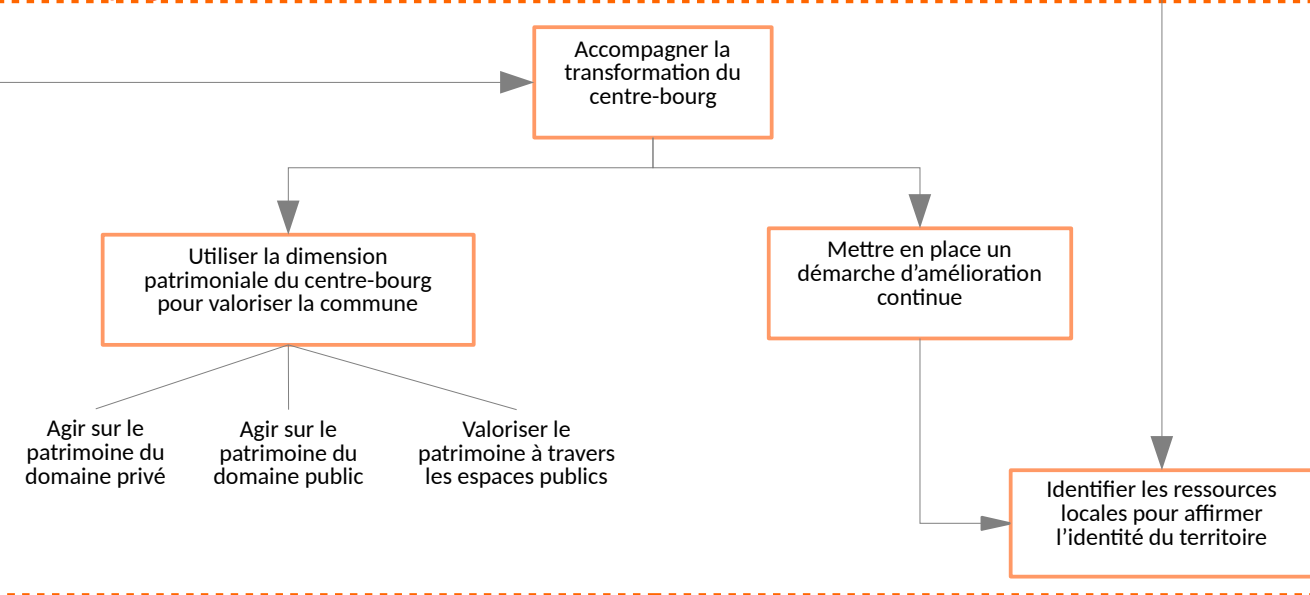 Accompagner la
transformation du
centre-bourg
Utiliser la dimension
patrimoniale du centre-bourg
pour valoriser la commune
Mettre en place un
démarche d’amélioration
continue
Agir sur le
patrimoine du
domaine privé
Agir sur le
patrimoine du
domaine public
Valoriser le
patrimoine à travers
les espaces publics
Identifier les ressources
locales pour affirmer
l’identité du territoire